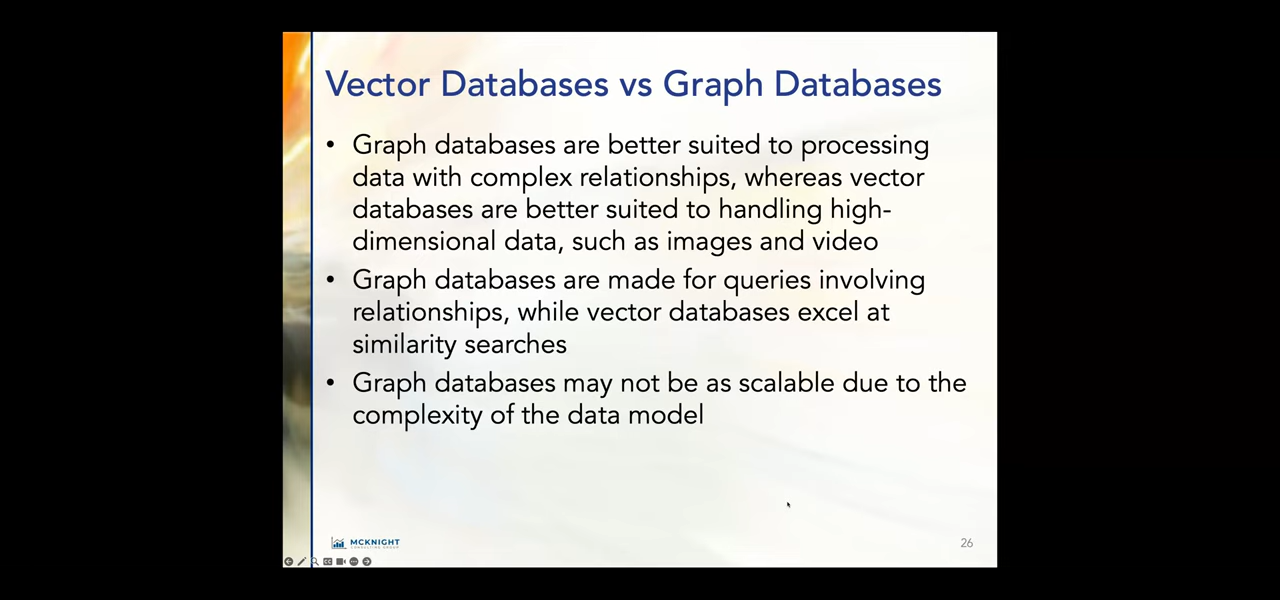 Vector Databases vs Graph Databases
• Graph databases are better suited to processing
data with complex relationships, whereas vector
databases are better suited to handling high-
dimensional data, such as images and video
• Graph databases are made for queries involving
relationships, while vector databases excel at
similarity searches
• Graph databases may not be as scalable due to the
complexity of the data model
MCKNIGHT
CONSULTING GROUP
26